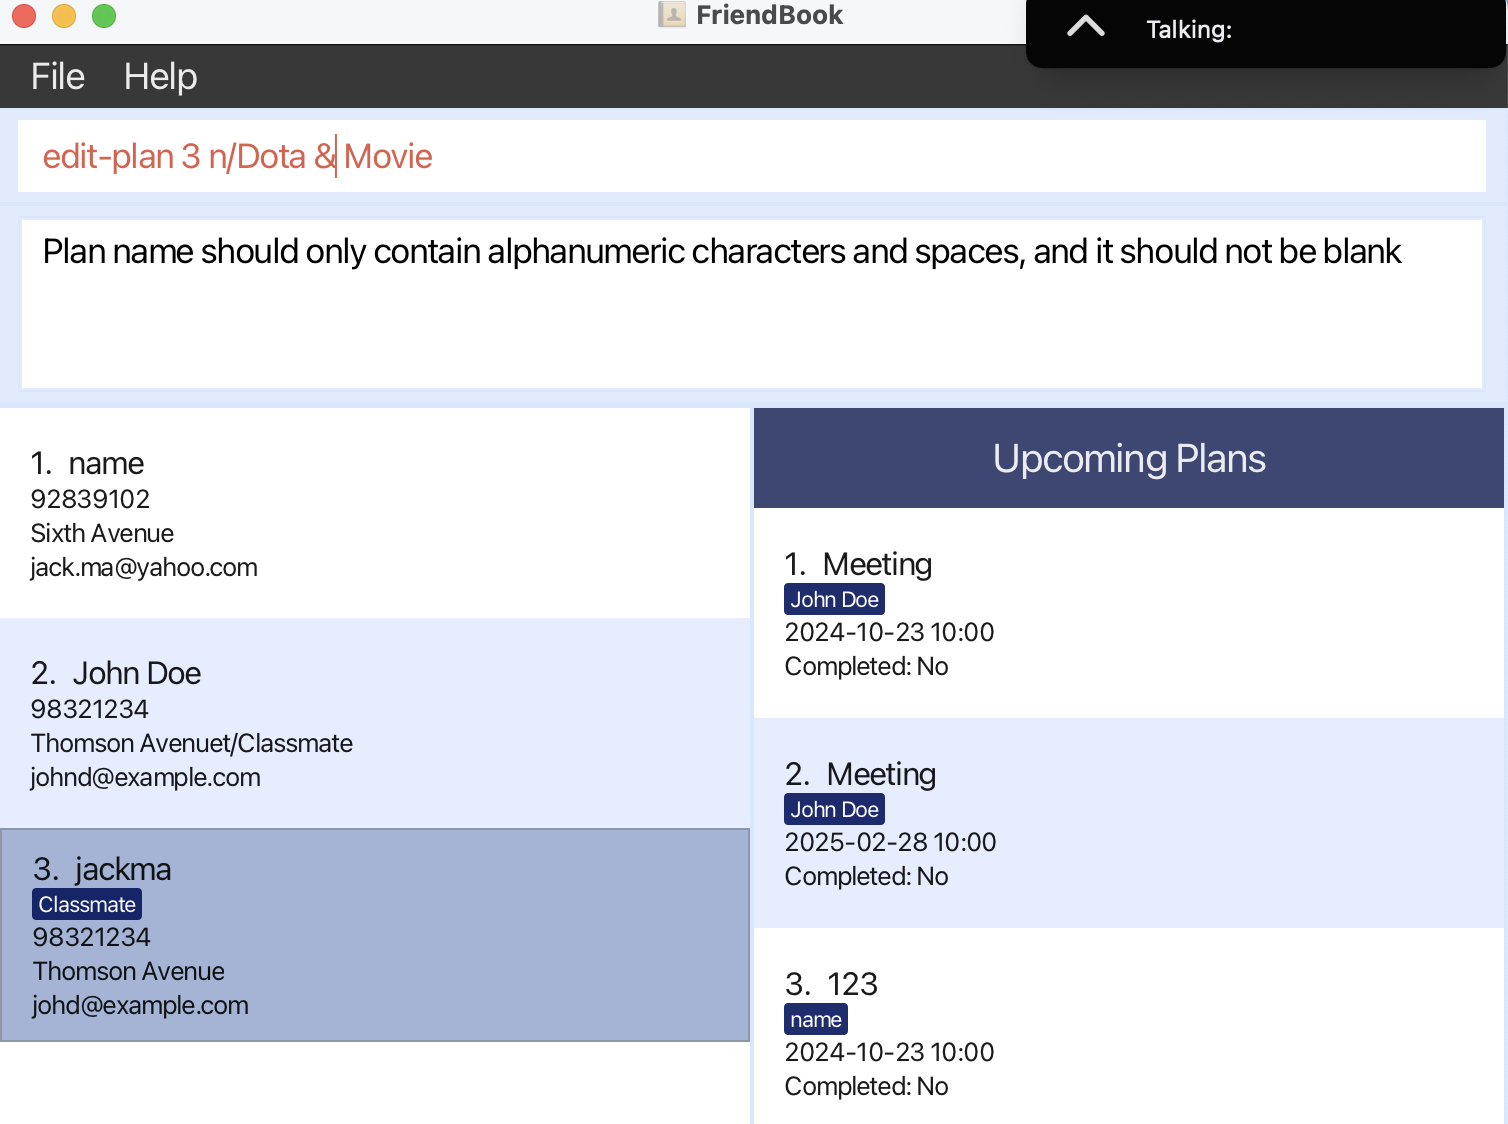 FriendBook
Talking:
File Help
edit-plan 3 n/Dota & Movie
Plan name should only contain alphanumeric characters and spaces, and it should not be blank
1. name
92839102
Sixth Avenue
jack.ma@yahoo.com
2. John Doe
98321234
Thomson Avenuet/Classmate
johnd@example.com
3. jackma
Classmate
98321234
Thomson Avenue
johd@example.com
Upcoming Plans
1. Meeting
John Doe
2024-10-23 10:00
Completed: No
2. Meeting
John Doe
2025-02-28 10:00
Completed: No
3. 123
name
2024-10-23 10:00
Completed: No